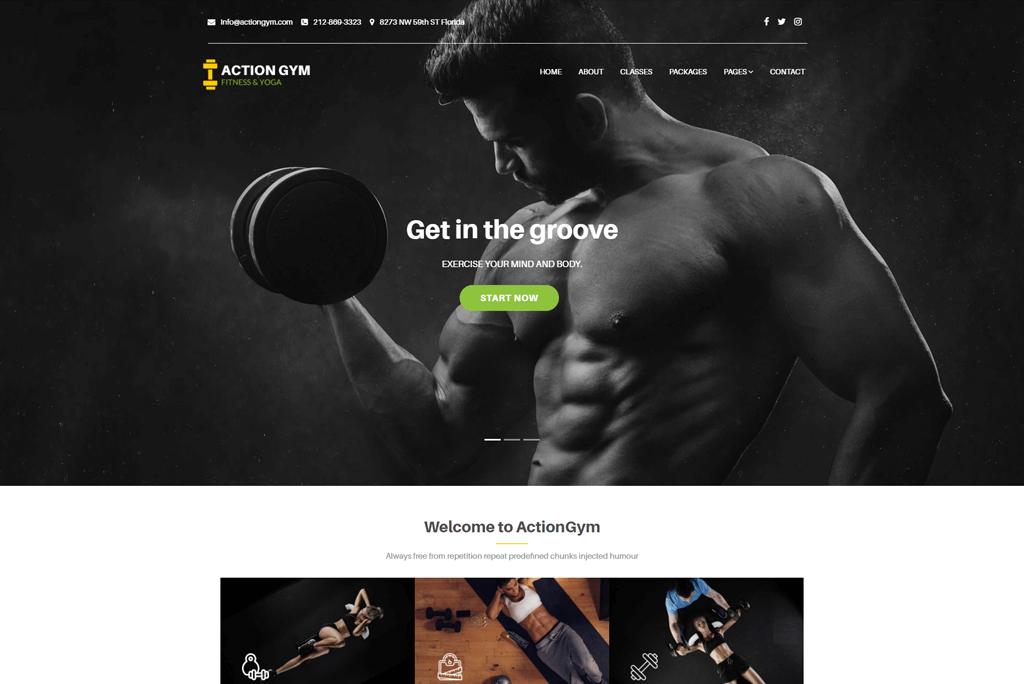 info@actiongym.com 212-869-3323 8273 NW 59th ST Florida
ACTION GYM
FITNESS & YOGA
HOME ABOUT CLASSES PACKAGES PAGES CONTACT
Get in the groove
EXERCISE YOUR MIND AND BODY.
START NOW
Welcome to ActionGym
Always free from repetition repeat predefined chunks injected humour